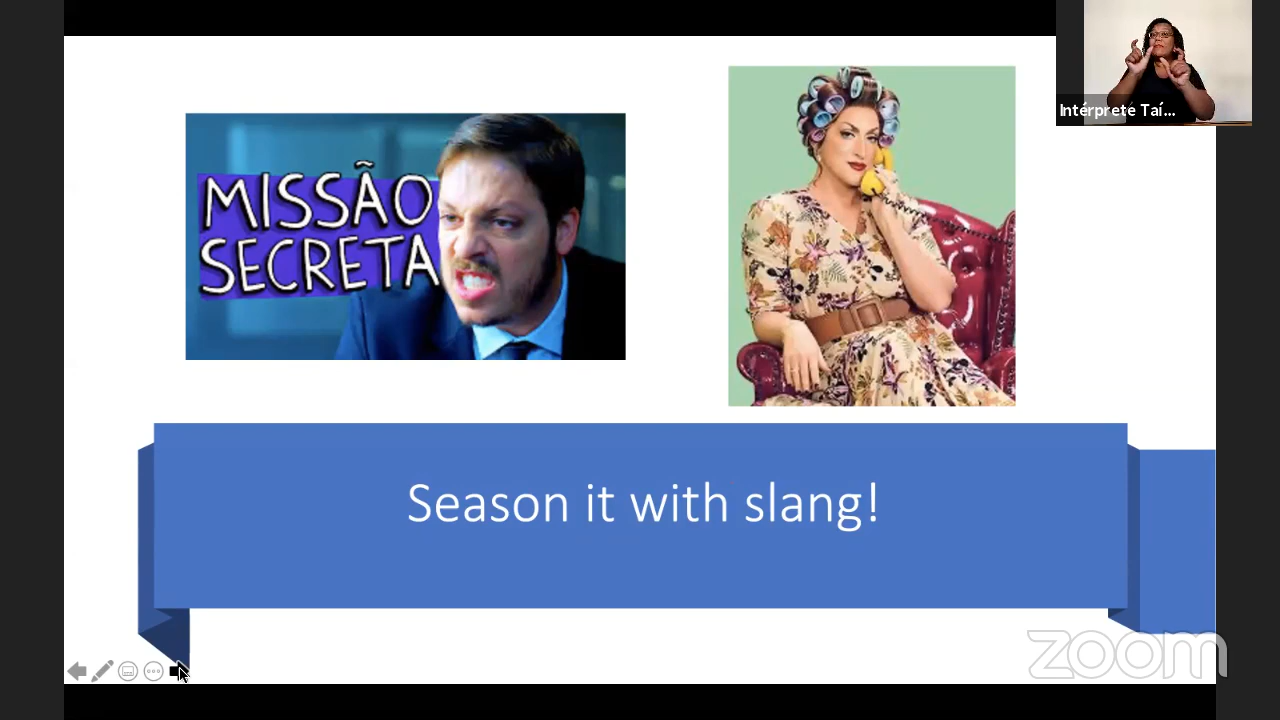 Intérprete Taí...
MISSÃO
SECRETA
Season it with slang!
zoom